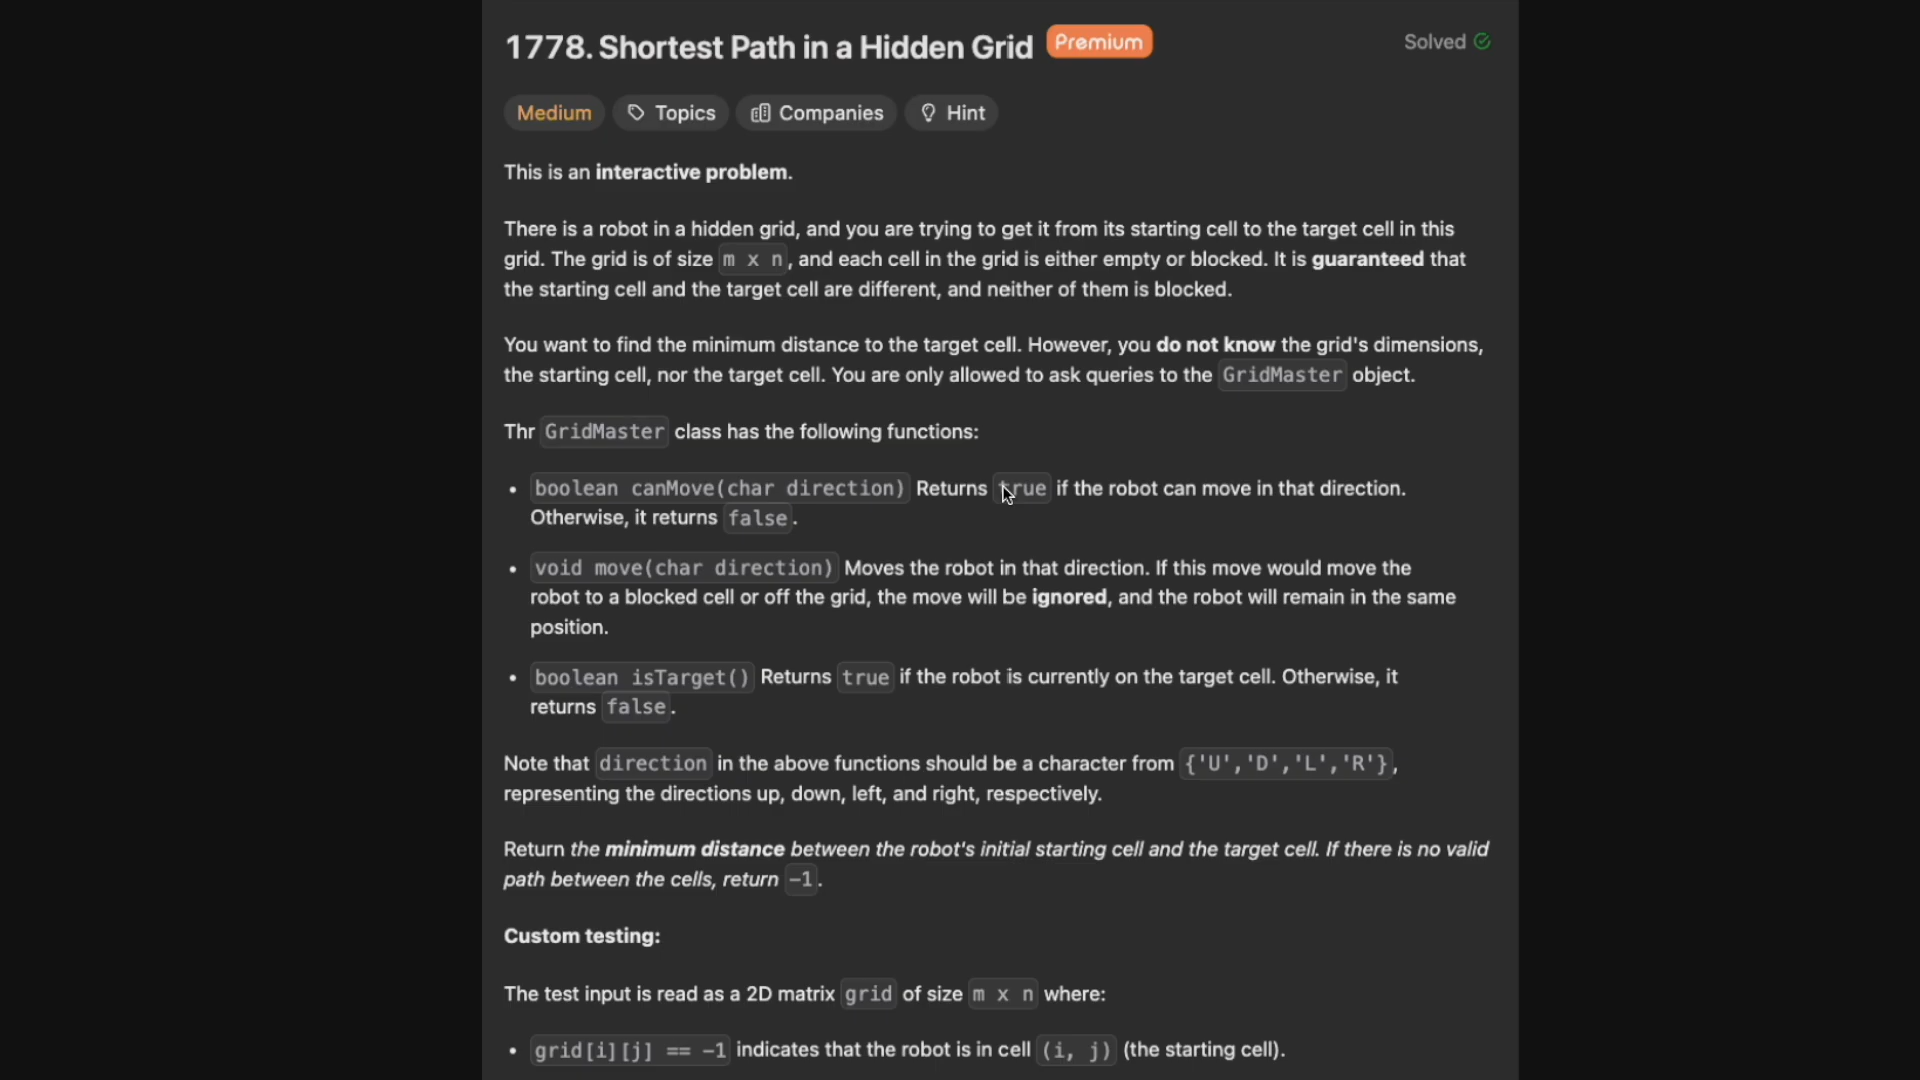 1778. Shortest Path in a Hidden Grid Premium Solved
Medium Topics Companies Hint
This is an interactive problem.
There is a robot in a hidden grid, and you are trying to get it from its starting cell to the target cell in this
grid. The grid is of size m x n, and each cell in the grid is either empty or blocked. It is guaranteed that
the starting cell and the target cell are different, and neither of them is blocked.
You want to find the minimum distance to the target cell. However, you do not know the grid's dimensions,
the starting cell, nor the target cell. You are only allowed to ask queries to the GridMaster object.
Thr GridMaster class has the following functions:
• boolean canMove(char direction) Returns true if the robot can move in that direction.
Otherwise, it returns false.
• void move(char direction) Moves the robot in that direction. If this move would move the
robot to a blocked cell or off the grid, the move will be ignored, and the robot will remain in the same
position.
• boolean isTarget() Returns true if the robot is currently on the target cell. Otherwise, it
returns false.
Note that direction in the above functions should be a character from {'U','D','L','R'},
representing the directions up, down, left, and right, respectively.
Return the minimum distance between the robot's initial starting cell and the target cell. If there is no valid
path between the cells, return -1.
Custom testing:
The test input is read as a 2D matrix grid of size m x n where:
• grid[i][j] == -1 indicates that the robot is in cell (i, j) (the starting cell).